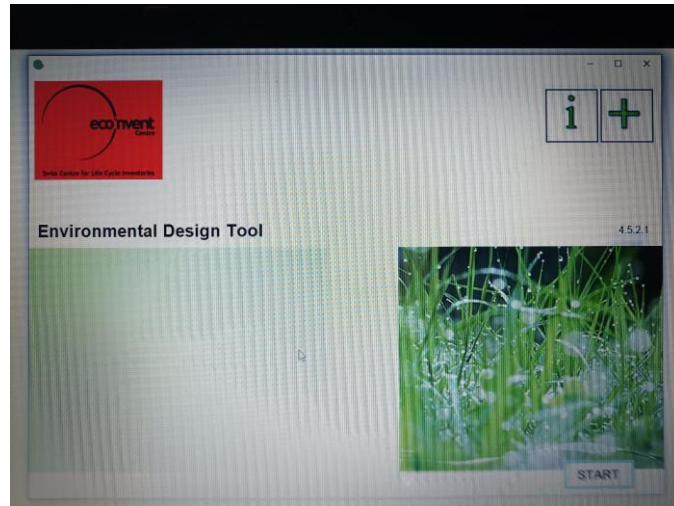 ecoinvent
Centre
Swiss Centre for Life Cycle Inventories
i +
Environmental Design Tool
4.5.2.1
START